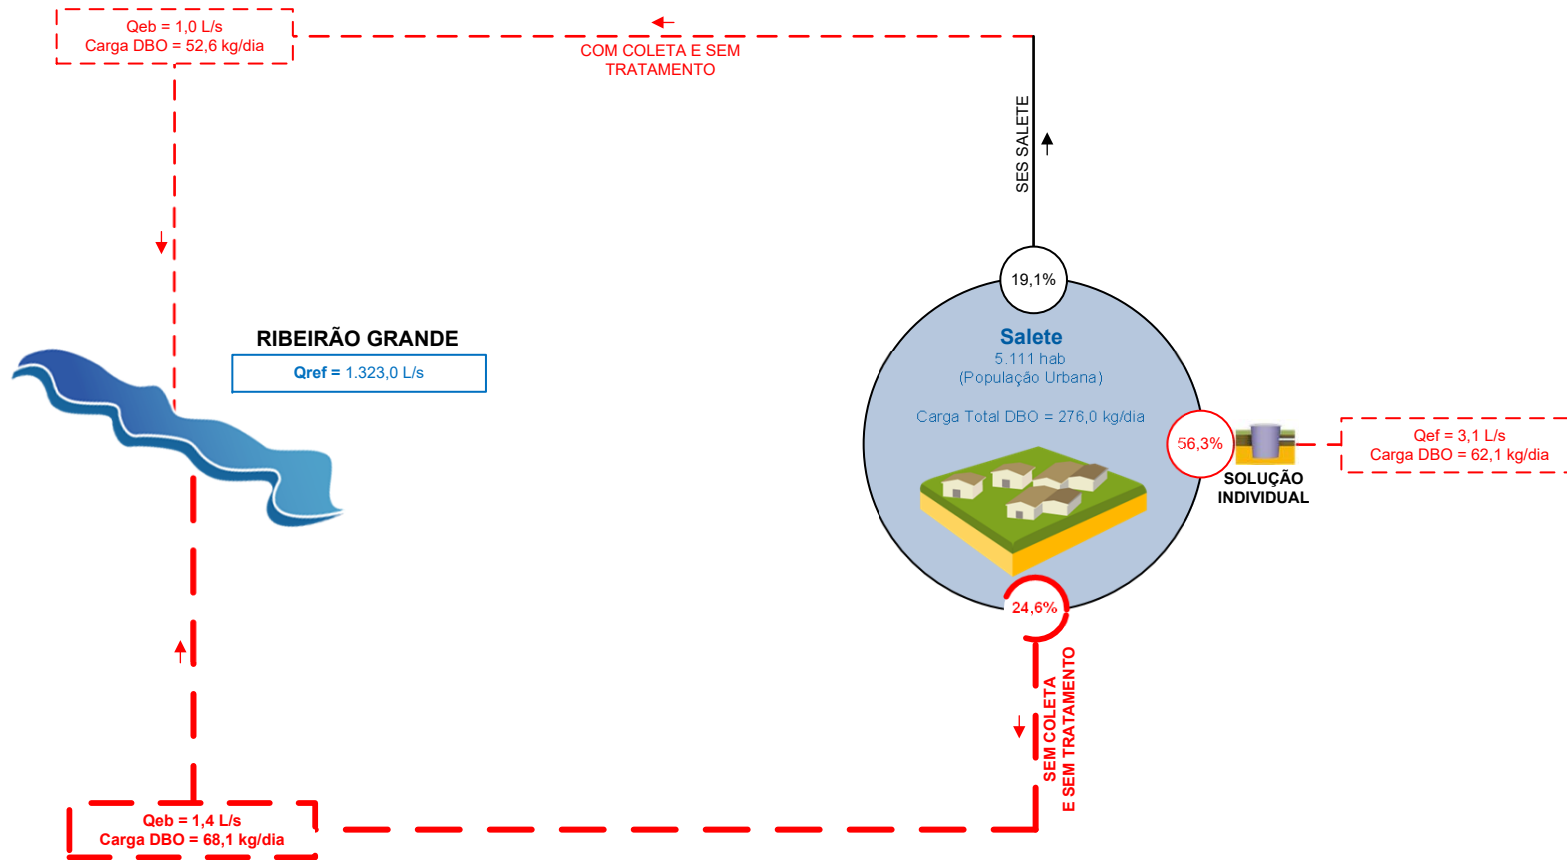 Qeb = 1,0 L/s
Carga DBO = 52,6 kg/dia
COM COLETA E SEM
TRATAMENTO
SES SALETE
19,1%
RIBEIRÃO GRANDE
Qref = 1.323,0 L/s
Salete
5.111 hab
(População Urbana)
Carga Total DBO = 276,0 kg/dia
56,3%
SOLUÇÃO
INDIVIDUAL
Qef = 3,1 L/s
Carga DBO = 62,1 kg/dia
24,6%
SEM COLETA
E SEM TRATAMENTO
Qeb = 1,4 L/s
Carga DBO = 68,1 kg/dia